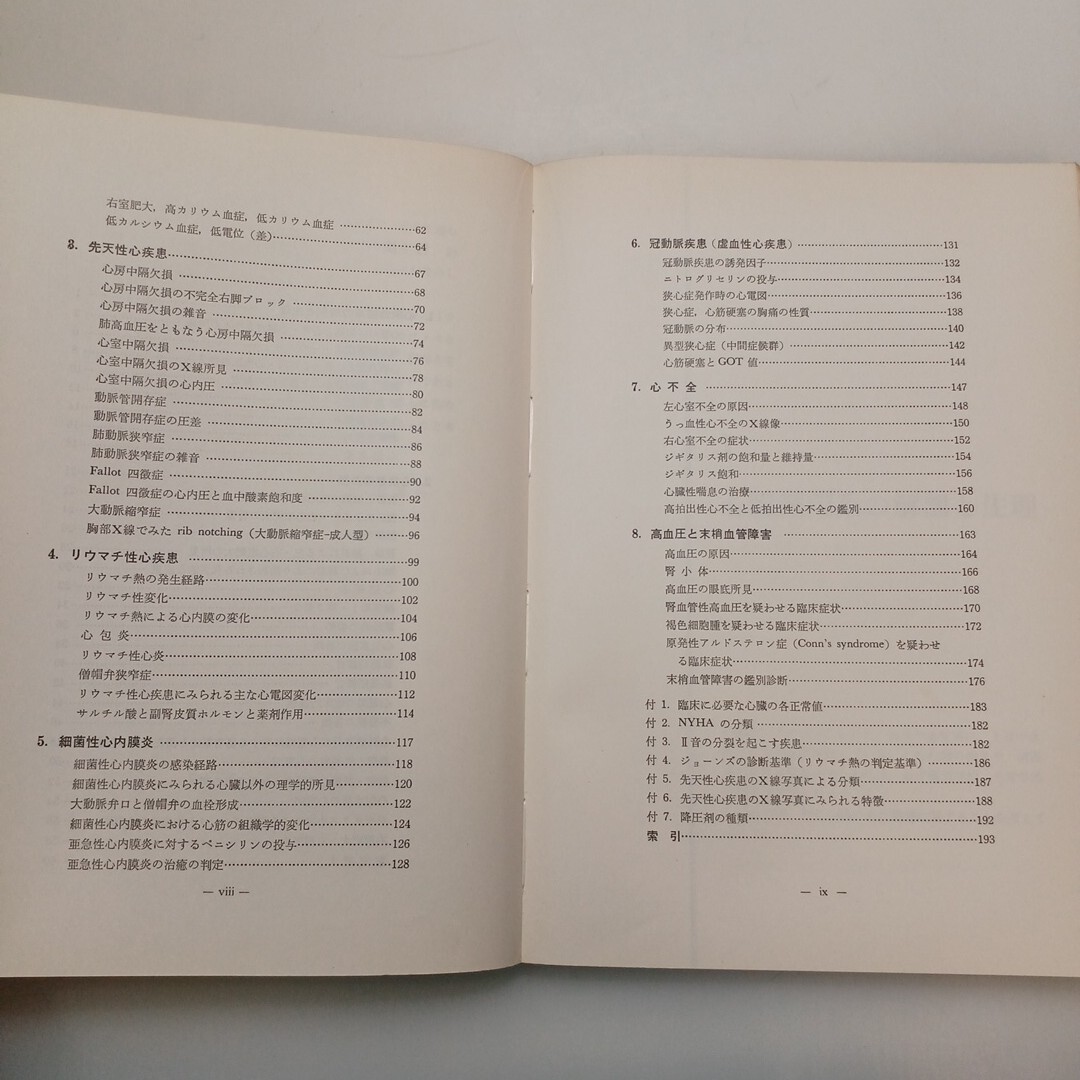 右室肥大，高カリウム血症，低カリウム血症 ……………62
低カルシウム血症，低電位（差）……………64
3. 先天性心疾患……………67
心房中隔欠損 ……………68
心房中隔欠損の不完全右脚ブロック ……………70
心房中隔欠損の雑音 ……………72
肺高血圧をともなう心房中隔欠損 ……………74
心室中隔欠損 ……………76
心室中隔欠損のX線所見 ……………78
心室中隔欠損の心内圧 ……………80
動脈管開存症 ……………82
動脈管開存症の圧差……………84
肺動脈狭窄症 ……………86
肺動脈狭窄症の雑音 ……………88
Fallot 四徴症 ……………90
Fallot 四徴症の心内圧と血中酸素飽和度 ……………92
大動脈縮窄症 ……………94
胸部X線でみた rib notching（大動脈縮窄症-成人型）………96
4. リウマチ性心疾患 ……………99
リウマチ熱の発生経路……………100
リウマチ性変化……………102
リウマチ熱による心内膜の変化……………104
心 包 炎……………106
リウマチ性心炎……………108
僧帽弁狭窄症……………110
リウマチ性心疾患にみられる主な心電図変化……………112
サルチル酸と副腎皮質ホルモンと薬剤作用……………114
5. 細菌性心内膜炎 ……………117
細菌性心内膜炎の感染経路……………118
細菌性心内膜炎にみられる心臓以外の理学的所見……………120
大動脈弁口と僧帽弁の血栓形成……………122
細菌性心内膜炎における心筋の組織学的変化……………124
亜急性心内膜炎に対するペニシリンの投与……………126
亜急性心内膜炎の治癒の判定……………128
— viii —
6. 冠動脈疾患（虚血性心疾患）……………131
冠動脈疾患の誘発因子……………132
ニトログリセリンの投与……………134
狭心症発作時の心電図……………136
狭心症，心筋硬塞の胸痛の性質……………138
冠動脈の分布……………140
異型狭心症（中間症候群）……………142
心筋硬塞とGOT 値……………144
7. 心 不 全 ……………147
左心室不全の原因……………148
うっ血性心不全のX線像……………150
右心室不全の症状……………152
ジギタリス剤の飽和量と維持量……………154
ジギタリス飽和……………156
心臓性喘息の治療……………158
高拍出性心不全と低拍出性心不全の鑑別……………160
8. 高血圧と末梢血管障害 ……………163
高血圧の原因……………164
腎 小 体……………166
高血圧の眼底所見……………168
腎血管性高血圧を疑わせる臨床症状……………170
褐色細胞腫を疑わせる臨床症状……………172
原発性アルドステロン症（Conn's syndrome）を疑わせ
る臨床症状……………174
末梢血管障害の鑑別診断……………176
付 1. 臨床に必要な心臓の各正常値……………183
付 2. NYHA の分類 ……………182
付 3. Ⅱ音の分裂を起こす疾患……………182
付 4. ジョーンズの診断基準（リウマチ熱の判定基準）…………186
付 5. 先天性心疾患のX線写真による分類……………187
付 6. 先天性心疾患のX線写真にみられる特徴……………188
付 7. 降圧剤の種類……………192
索 引……………193
— ix —